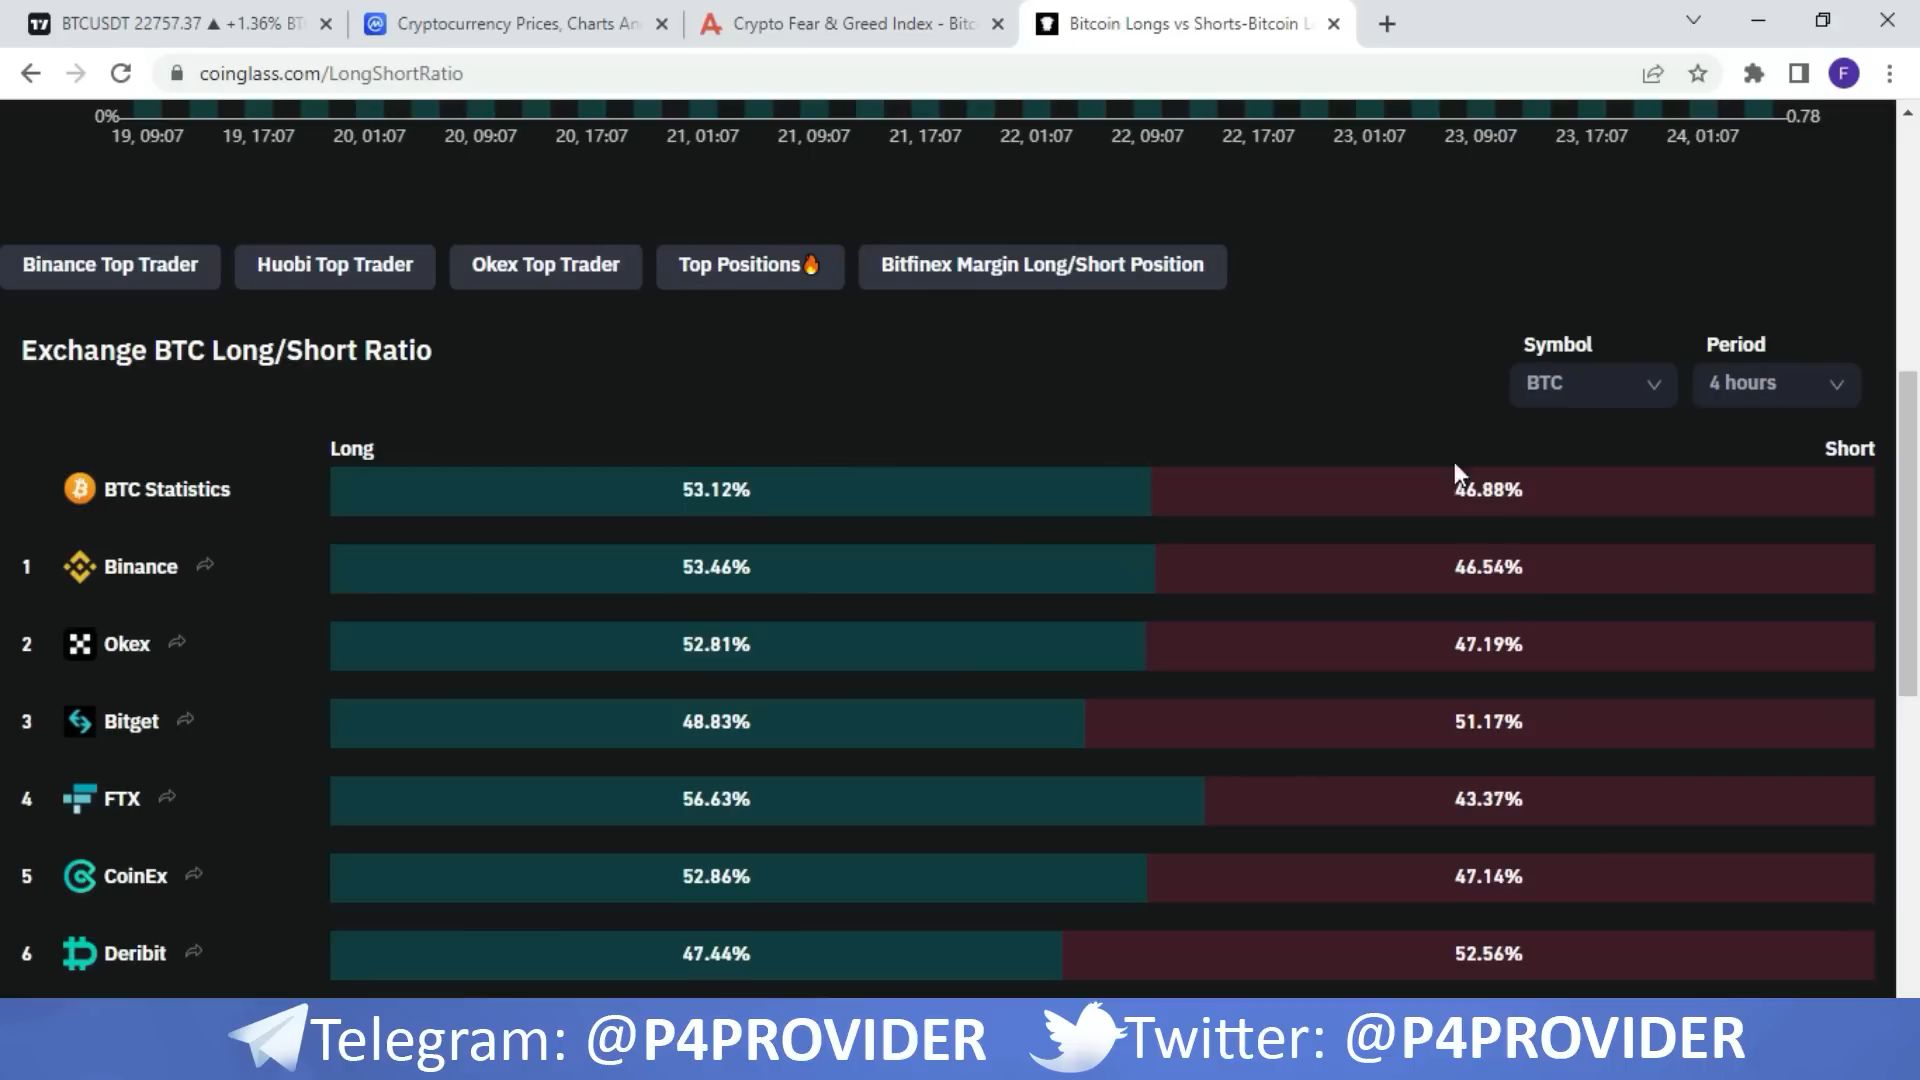 BTCUSDT 22757.37 ▲ +1.36%
Cryptocurrency Prices, Charts
Crypto Fear & Greed Index -
Bitcoin Longs vs Shorts-Bitcoin
coinglass.com/LongShortRatio
F
0%
0.78
19, 09:07 19, 17:07 20, 01:07 20, 09:07 20, 17:07 21, 01:07 21, 09:07 21, 17:07 22, 01:07 22, 09:07 22, 17:07 23, 01:07 23, 09:07 23, 17:07 24, 01:07
Binance Top Trader Huobi Top Trader Okex Top Trader Top Positions🔥 Bitfinex Margin Long/Short Position
Exchange BTC Long/Short Ratio
Symbol Period
BTC 4 hours
Long Short
BTC Statistics 53.12% 46.88%
1 Binance 53.46% 46.54%
2 Okex 52.81% 47.19%
3 Bitget 48.83% 51.17%
4 FTX 56.63% 43.37%
5 CoinEx 52.86% 47.14%
6 Deribit 47.44% 52.56%
Telegram: @P4PROVIDER Twitter: @P4PROVIDER